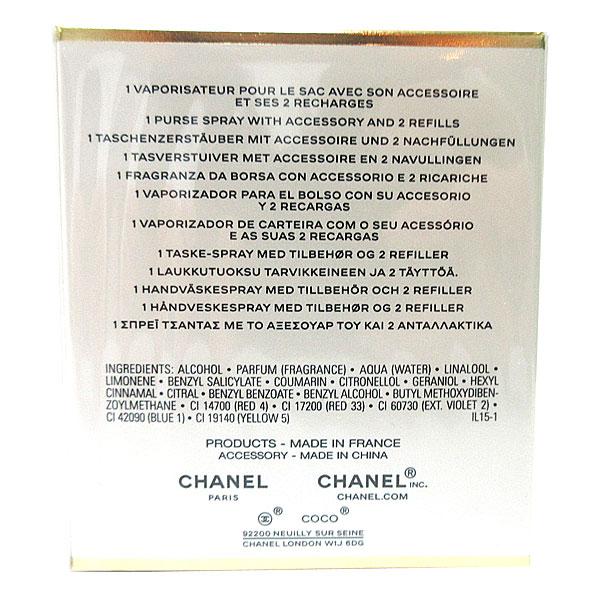 1 VAPORISATEUR POUR LE SAC AVEC SON ACCESSOIRE
ET SES 2 RECHARGES
1 PURSE SPRAY WITH ACCESSORY AND 2 REFILLS
1 TASCHENZERSTÄUBER MIT ACCESSOIRE UND 2 NACHFÜLLUNGEN
1 TASVERSTUIVER MET ACCESSOIRE EN 2 NAVULLINGEN
1 FRAGRANZA DA BORSA CON ACCESSORIO E 2 RICARICHE
1 VAPORIZADOR PARA EL BOLSO CON SU ACCESORIO
Y 2 RECARGAS
1 VAPORIZADOR DE CARTEIRA COM O SEU ACESSÓRIO
E AS SUAS 2 RECARGAS
1 TASKE-SPRAY MED TILBEHØR OG 2 REFILLER
1 LAUKKUTUOKSU TARVIKKEINEEN JA 2 TÄYTTÖÄ.
1 HANDVÄSKESPRAY MED TILLBEHÖR OCH 2 REFILLER
1 HÅNDVESKESPRAY MED TILBEHØR OG 2 REFILLER
1 ΣΠΡΕΪ ΤΣΑΝΤΑΣ ΜΕ ΤΟ ΑΞΕΣΟΥΑΡ ΤΟΥ ΚΑΙ 2 ΑΝΤΑΛΛΑΚΤΙΚΑ
INGREDIENTS: ALCOHOL • PARFUM (FRAGRANCE) • AQUA (WATER) • LINALOOL •
LIMONENE • BENZYL SALICYLATE • COUMARIN • CITRONELLOL • GERANIOL • HEXYL
CINNAMAL • CITRAL • BENZYL BENZOATE • BENZYL ALCOHOL • BUTYL METHOXYDIBEN-
ZOYLMETHANE • CI 14700 (RED 4) • CI 17200 (RED 33) • CI 60730 (EXT. VIOLET 2) •
CI 42090 (BLUE 1) • CI 19140 (YELLOW 5) IL15-1
PRODUCTS - MADE IN FRANCE
ACCESSORY - MADE IN CHINA
CHANEL CHANEL® INC.
PARIS CHANEL.COM
® COCO®
92200 NEUILLY SUR SEINE
CHANEL LONDON W1J 6DG